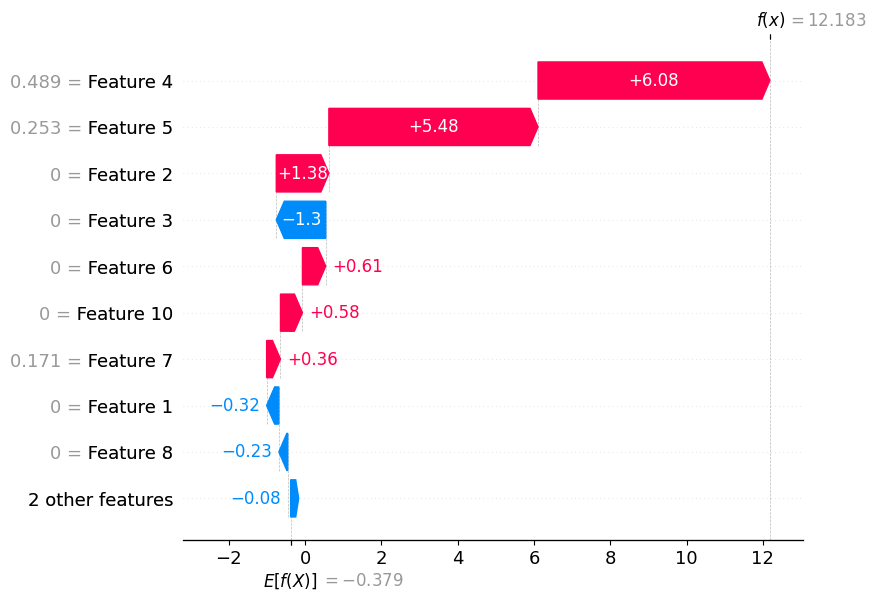 f(x) = 12.183
0.489 = Feature 4 +6.08
0.253 = Feature 5 +5.48
0 = Feature 2 +1.38
0 = Feature 3 −1.3
0 = Feature 6 +0.61
0 = Feature 10 +0.58
0.171 = Feature 7 +0.36
0 = Feature 1 −0.32
0 = Feature 8 −0.23
2 other features −0.08
−2 0 2 4 6 8 10 12
E[f(X)] = −0.379